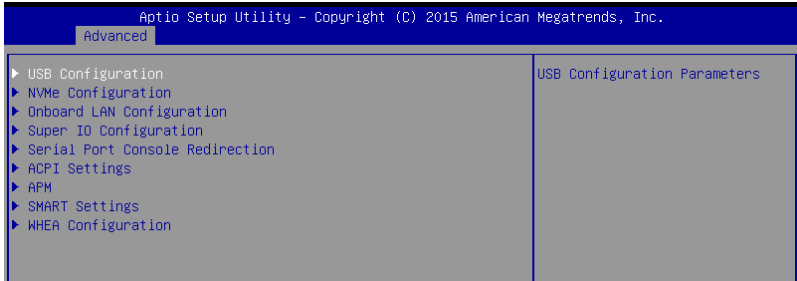 Aptio Setup Utility – Copyright (C) 2015 American Megatrends, Inc.
Advanced
USB Configuration
NVMe Configuration
Onboard LAN Configuration
Super IO Configuration
Serial Port Console Redirection
ACPI Settings
APM
SMART Settings
WHEA Configuration
USB Configuration Parameters